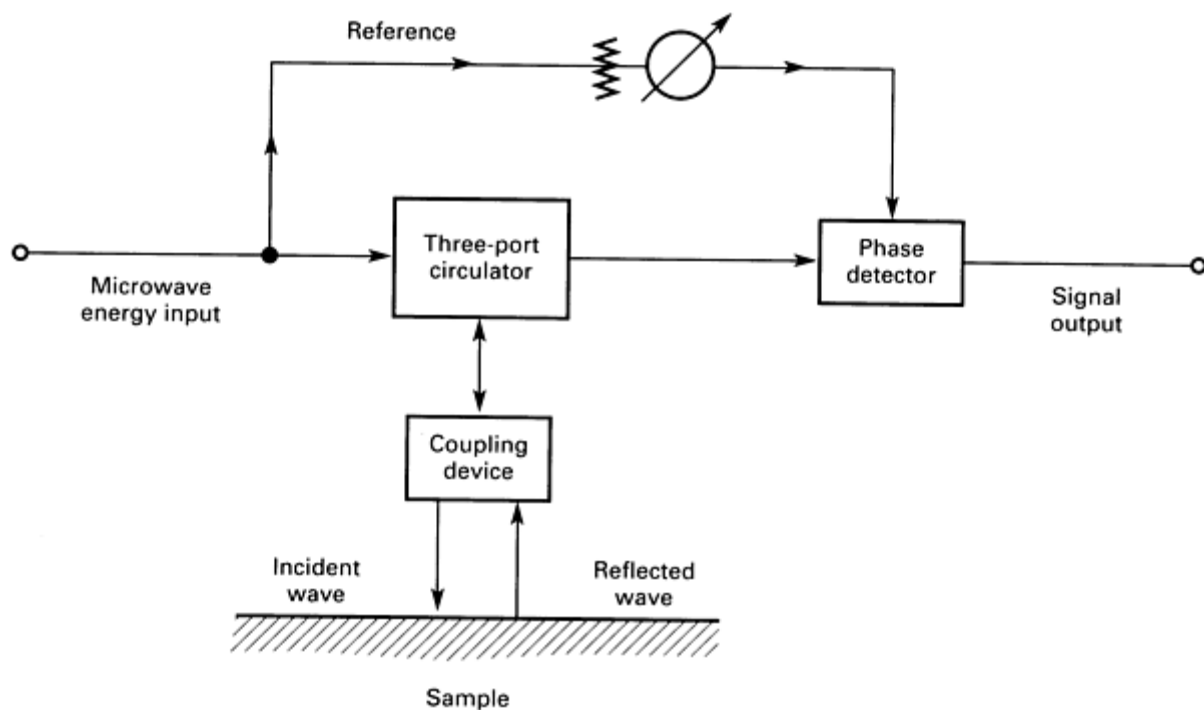 Reference
Three-port
circulator
Phase
detector
Microwave
energy input
Signal
output
Coupling
device
Incident
wave
Reflected
wave
Sample